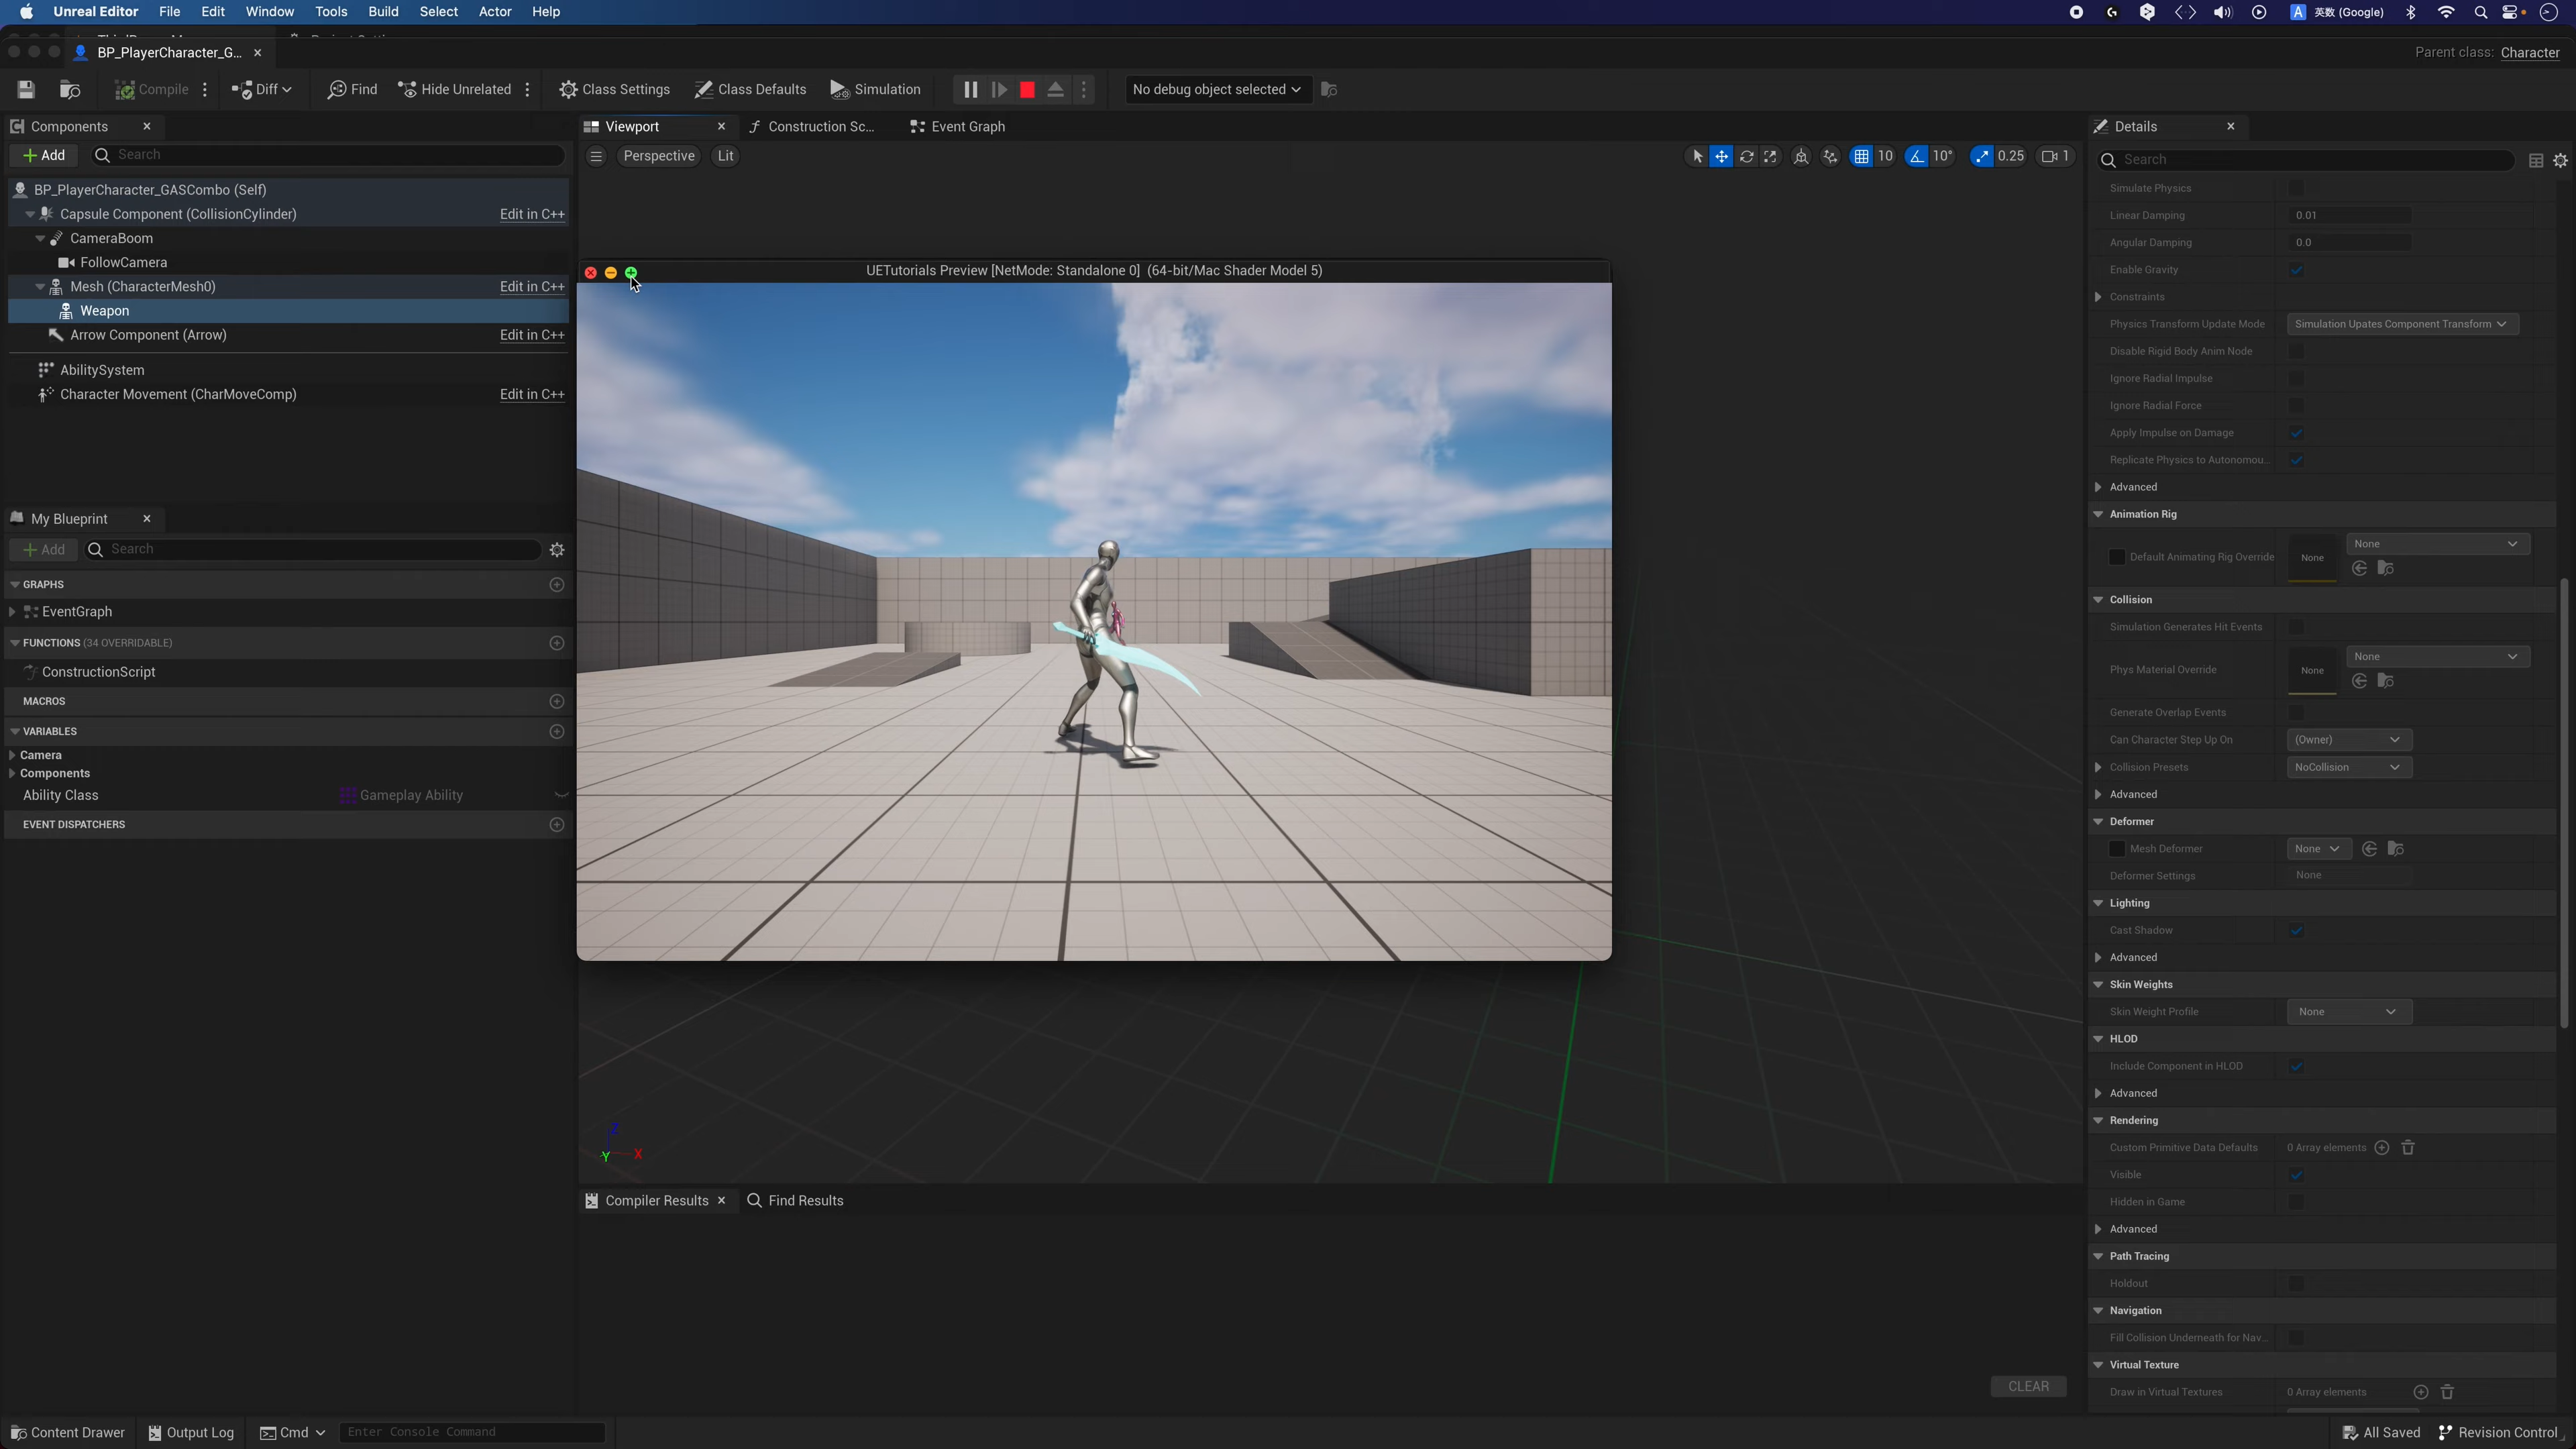 Unreal Editor File Edit Window Tools Build Select Actor Help
A 英数 (Google)
BP_PlayerCharacter_G...
Parent class: Character
Compile Diff Find Hide Unrelated Class Settings Class Defaults Simulation No debug object selected
Components
Add Search
BP_PlayerCharacter_GASCombo (Self)
Capsule Component (CollisionCylinder) Edit in C++
CameraBoom
FollowCamera
Mesh (CharacterMesh0) Edit in C++
Weapon
Arrow Component (Arrow) Edit in C++
AbilitySystem
Character Movement (CharMoveComp) Edit in C++
My Blueprint
Add Search
GRAPHS
EventGraph
FUNCTIONS (34 OVERRIDABLE)
ConstructionScript
MACROS
VARIABLES
Camera
Components
Ability Class Gameplay Ability
EVENT DISPATCHERS
Viewport Construction Sc... Event Graph
Perspective Lit
10 10° 0.25 1
UETutorials Preview [NetMode: Standalone 0] (64-bit/Mac Shader Model 5)
Z
Y X
Compiler Results Find Results
CLEAR
Details
Search
Simulate Physics
Linear Damping 0.01
Angular Damping 0.0
Enable Gravity
Constraints
Physics Transform Update Mode Simulation Upates Component Transform
Disable Rigid Body Anim Node
Ignore Radial Impulse
Ignore Radial Force
Apply Impulse on Damage
Replicate Physics to Autonomou...
Advanced
Animation Rig
Default Animating Rig Override None None
Collision
Simulation Generates Hit Events
Phys Material Override None None
Generate Overlap Events
Can Character Step Up On (Owner)
Collision Presets NoCollision
Advanced
Deformer
Mesh Deformer None
Deformer Settings None
Lighting
Cast Shadow
Advanced
Skin Weights
Skin Weight Profile None
HLOD
Include Component in HLOD
Advanced
Rendering
Custom Primitive Data Defaults 0 Array elements
Visible
Hidden in Game
Advanced
Path Tracing
Holdout
Navigation
Fill Collision Underneath for Nav...
Virtual Texture
Draw in Virtual Textures 0 Array elements
Content Drawer Output Log Cmd Enter Console Command
All Saved Revision Control